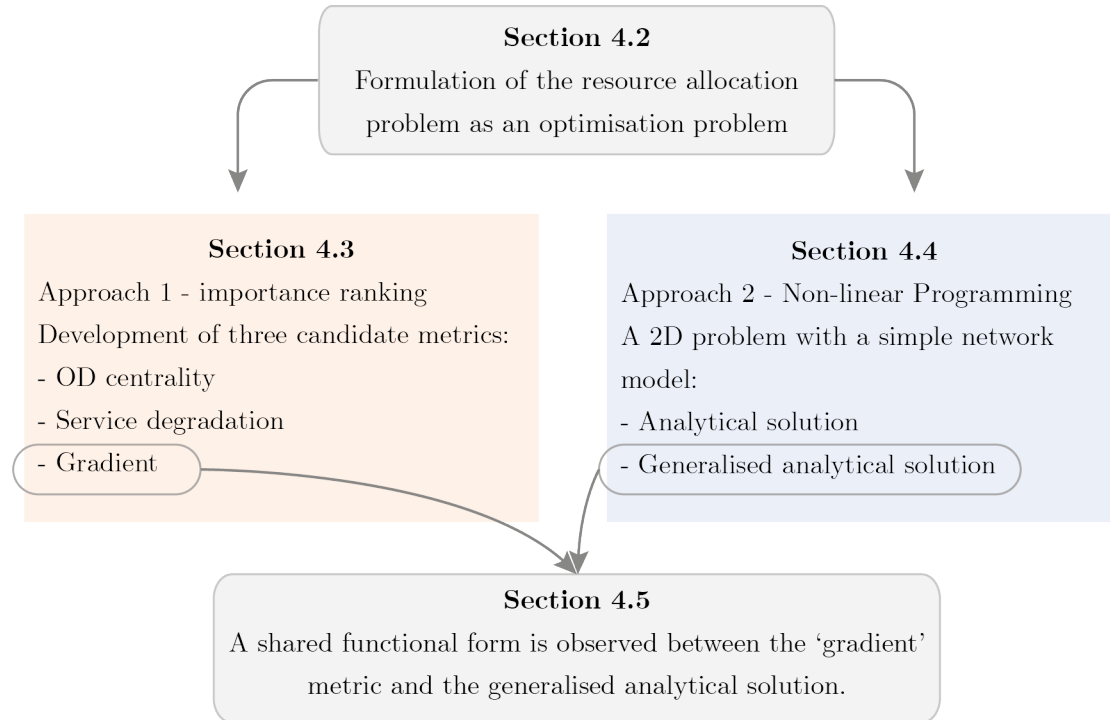 Section 4.2
Formulation of the resource allocation
problem as an optimisation problem
Section 4.3
Approach 1 - importance ranking
Development of three candidate metrics:
- OD centrality
- Service degradation
- Gradient
Section 4.4
Approach 2 - Non-linear Programming
A 2D problem with a simple network
model:
- Analytical solution
- Generalised analytical solution
Section 4.5
A shared functional form is observed between the ‘gradient’
metric and the generalised analytical solution.